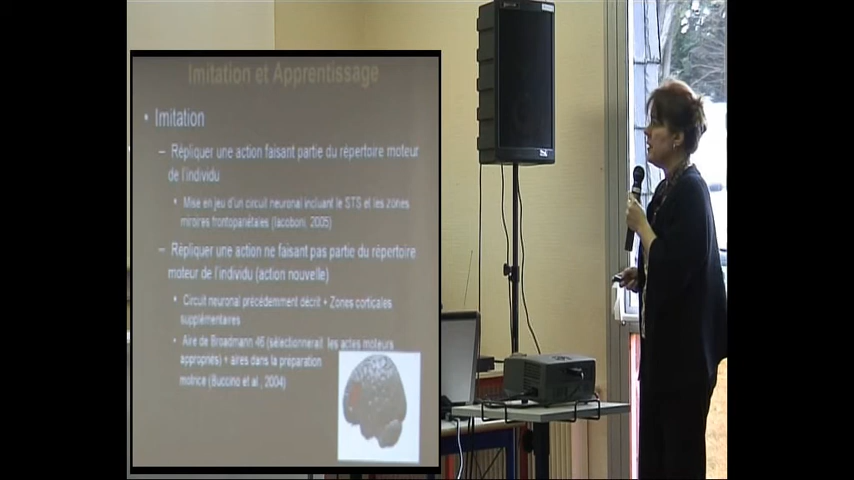 Imitation et Apprentissage
• Imitation
– Répliquer une action faisant partie du répertoire moteur
de l'individu
• Mise en jeu d'un circuit neuronal incluant le STS et les zones
miroires frontopariétales (Iacoboni, 2005)
– Répliquer une action ne faisant pas partie du répertoire
moteur de l'individu (action nouvelle)
• Circuit neuronal précédemment décrit + Zones corticales
supplémentaires
• Aire de Broadmann 46 (sélectionnerait les actes moteurs
appropriés) + aires dans la préparation
motrice (Buccino et al., 2004)